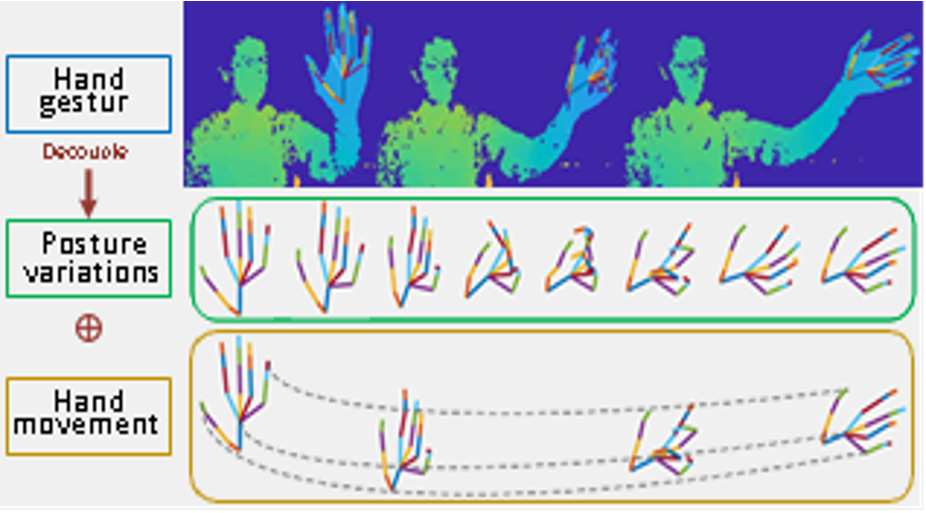 Hand
gestur
Decouple
Posture
variations
Hand
movement